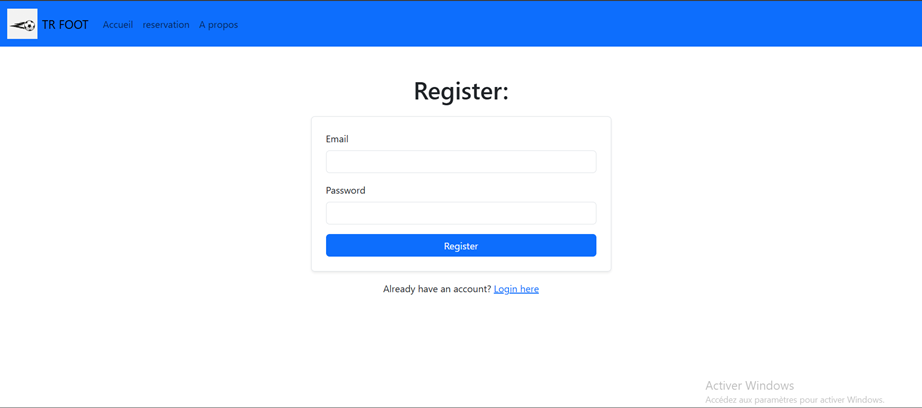 TR FOOT Accueil reservation A propos
Register:
Email
Password
Register
Already have an account? Login here
Activer Windows
Accédez aux paramètres pour activer Windows.